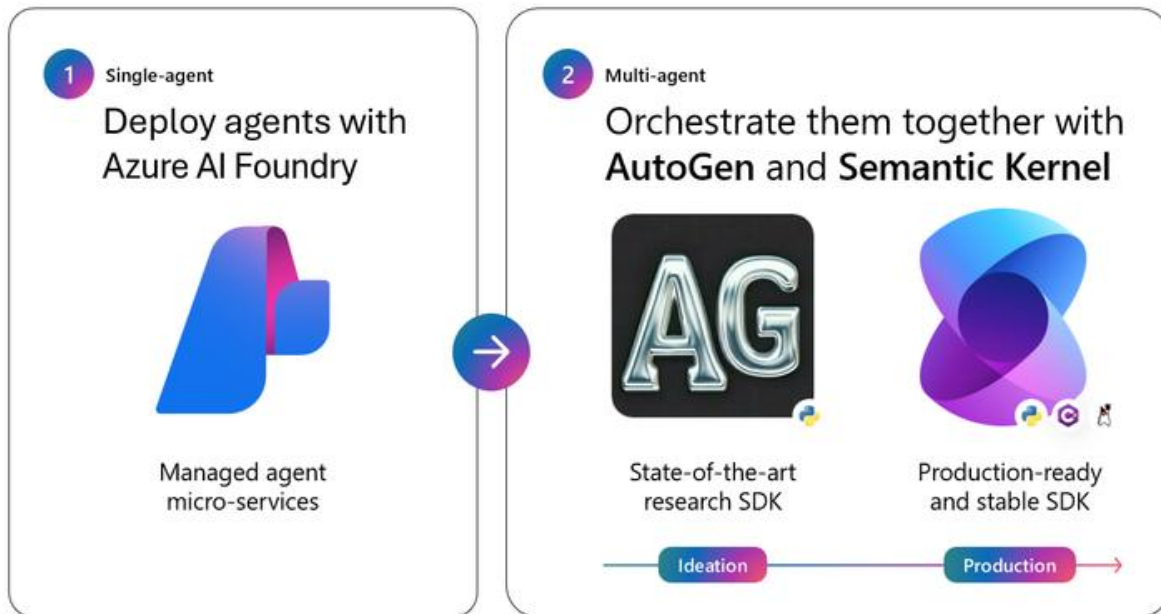 1
Single-agent
Deploy agents with
Azure AI Foundry
Managed agent
micro-services
2
Multi-agent
Orchestrate them together with
AutoGen and Semantic Kernel
AG
State-of-the-art
research SDK
Production-ready
and stable SDK
Ideation
Production